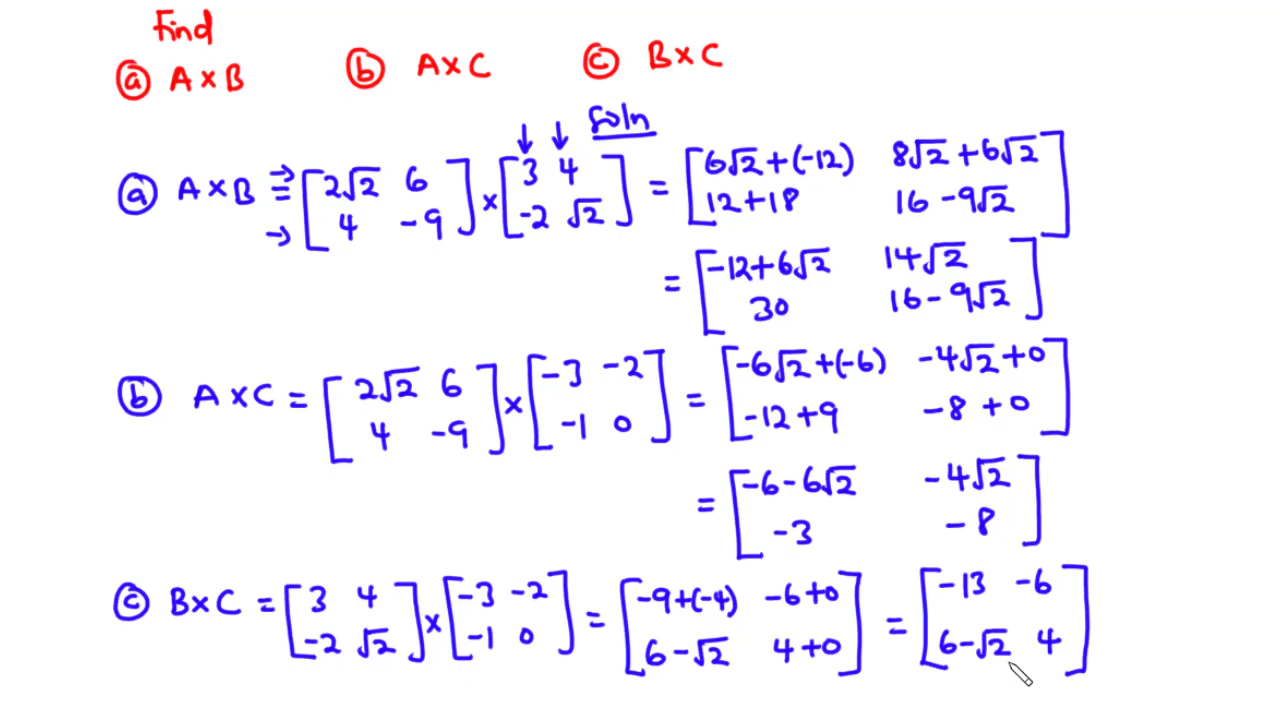 Find
ⓐ A×B ⓑ A×C ⓒ B×C
Soln
ⓐ A×B = [2√2 6] × [3 4] = [6√2+(-12) 8√2+6√2]
[4 -9] [-2 √2] [12+18 16-9√2]
= [-12+6√2 14√2]
[30 16-9√2]
ⓑ A×C = [2√2 6] × [-3 -2] = [-6√2+(-6) -4√2+0]
[4 -9] [-1 0] [-12+9 -8+0]
= [-6-6√2 -4√2]
[-3 -8]
ⓒ B×C = [3 4] × [-3 -2] = [-9+(-4) -6+0] = [-13 -6]
[-2 √2] [-1 0] [6-√2 4+0] [6-√2 4]